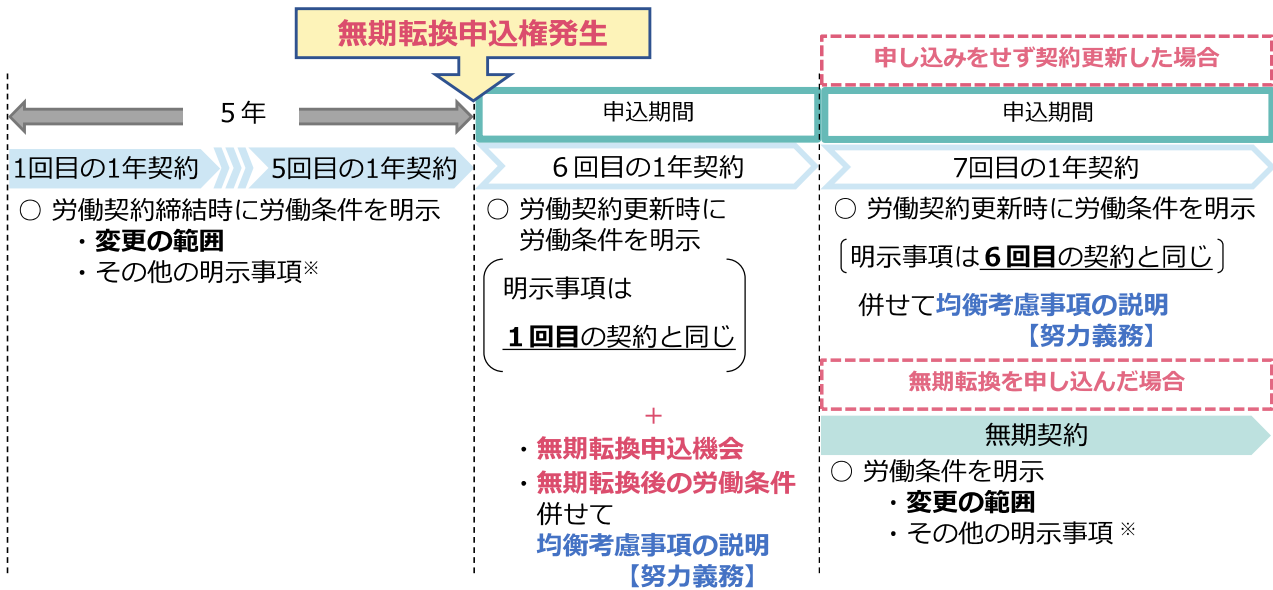 無期転換申込権発生
申し込みをせず契約更新した場合
5年
申込期間
申込期間
1回目の1年契約
5回目の1年契約
6回目の1年契約
7回目の1年契約
○ 労働契約締結時に労働条件を明示
・変更の範囲
・その他の明示事項※
○ 労働契約更新時に
労働条件を明示
明示事項は
1回目の契約と同じ
+
・無期転換申込機会
・無期転換後の労働条件
併せて
均衡考慮事項の説明
【努力義務】
○ 労働契約更新時に労働条件を明示
〔明示事項は6回目の契約と同じ〕
併せて均衡考慮事項の説明
【努力義務】
無期転換を申し込んだ場合
無期契約
○ 労働条件を明示
・変更の範囲
・その他の明示事項※